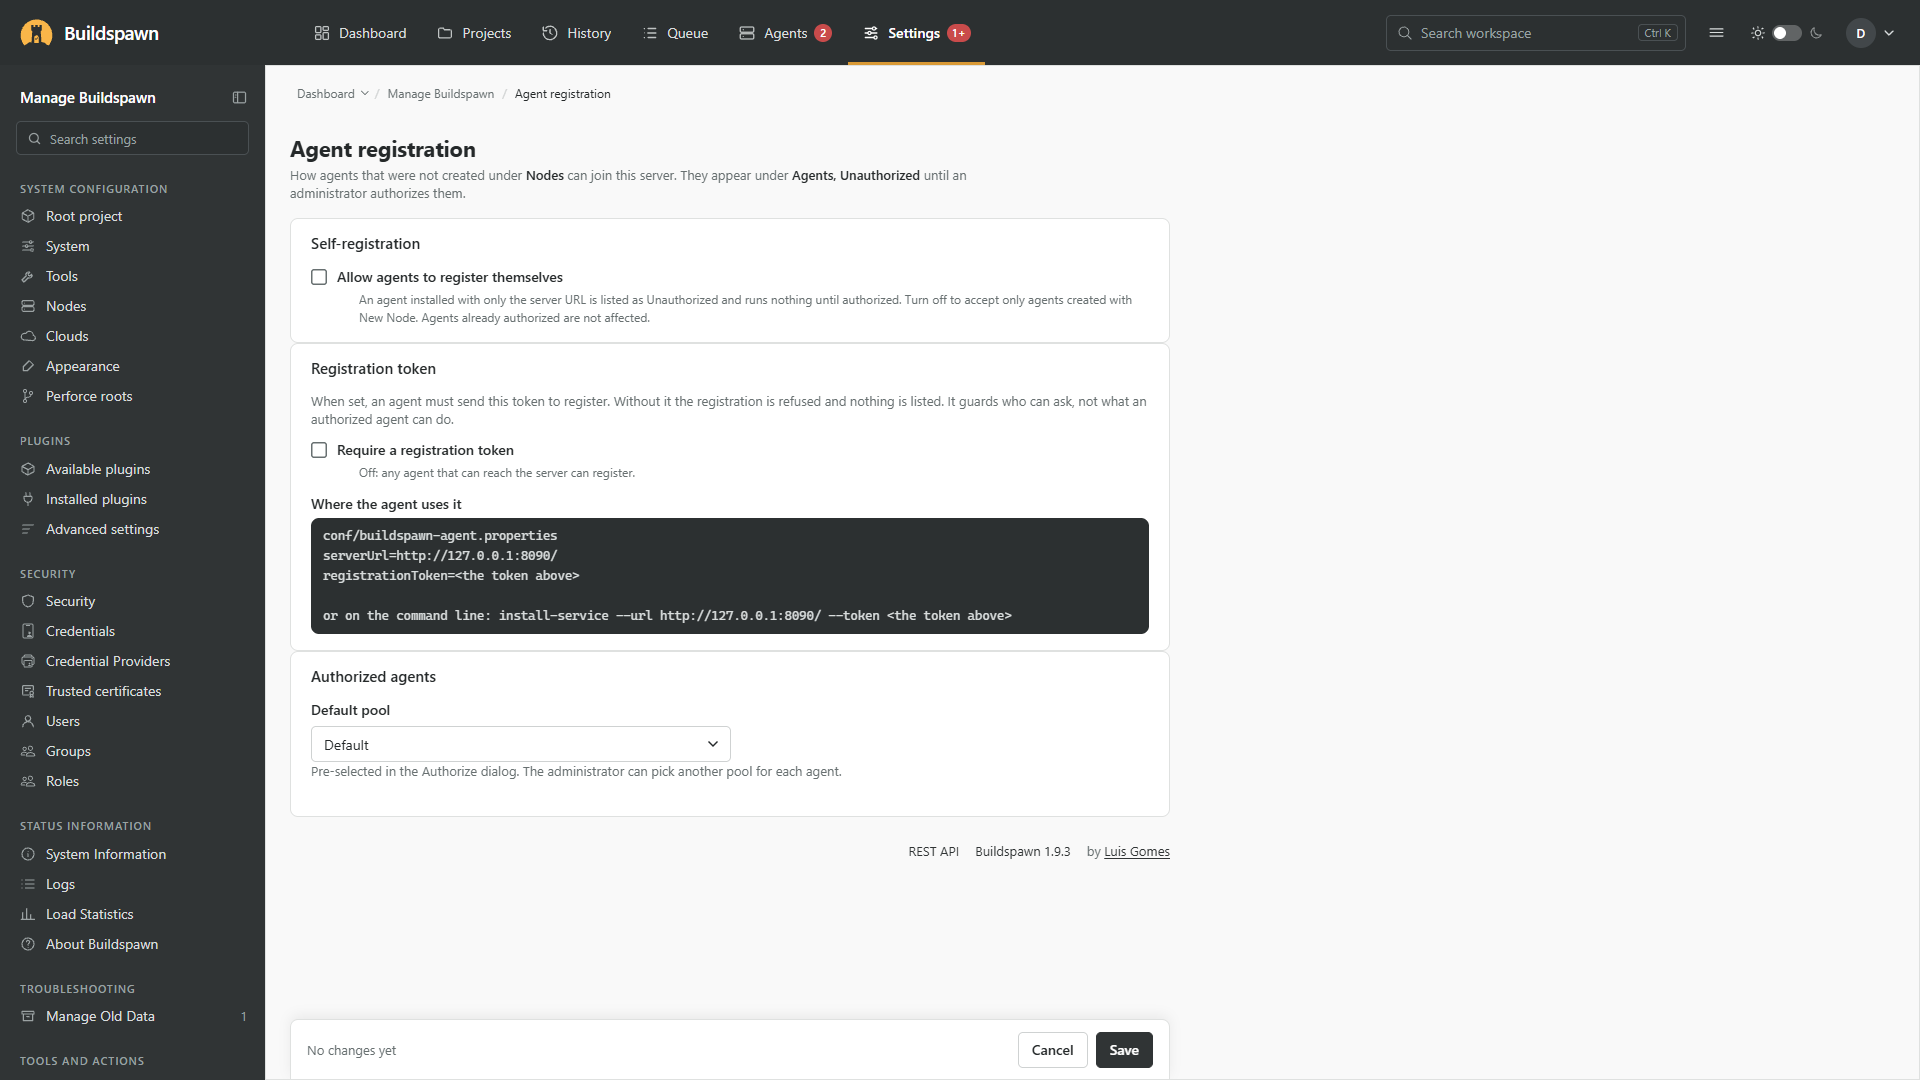 Buildspawn
Dashboard
Projects
History
Queue
Agents 2
Settings 1+
Search workspace Ctrl K
D
Manage Buildspawn
Search settings
SYSTEM CONFIGURATION
Root project
System
Tools
Nodes
Clouds
Appearance
Perforce roots
PLUGINS
Available plugins
Installed plugins
Advanced settings
SECURITY
Security
Credentials
Credential Providers
Trusted certificates
Users
Groups
Roles
STATUS INFORMATION
System Information
Logs
Load Statistics
About Buildspawn
TROUBLESHOOTING
Manage Old Data 1
TOOLS AND ACTIONS
Dashboard / Manage Buildspawn / Agent registration
Agent registration
How agents that were not created under Nodes can join this server. They appear under Agents, Unauthorized until an
administrator authorizes them.
Self-registration
Allow agents to register themselves
An agent installed with only the server URL is listed as Unauthorized and runs nothing until authorized. Turn off to accept only agents created with
New Node. Agents already authorized are not affected.
Registration token
When set, an agent must send this token to register. Without it the registration is refused and nothing is listed. It guards who can ask, not what an
authorized agent can do.
Require a registration token
Off: any agent that can reach the server can register.
Where the agent uses it
conf/buildspawn-agent.properties
serverUrl=http://127.0.0.1:8090/
registrationToken=<the token above>
or on the command line: install-service --url http://127.0.0.1:8090/ --token <the token above>
Authorized agents
Default pool
Default
Pre-selected in the Authorize dialog. The administrator can pick another pool for each agent.
REST API Buildspawn 1.9.3 by Luis Gomes
No changes yet
Cancel
Save